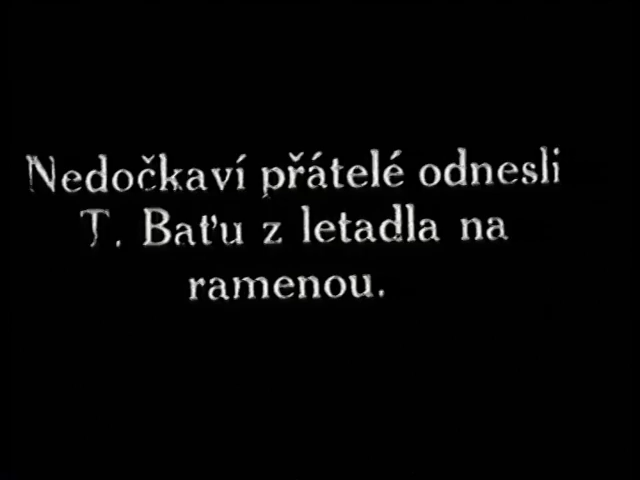 Nedočkaví přátelé odnesli
T. Baťu z letadla na
ramenou.